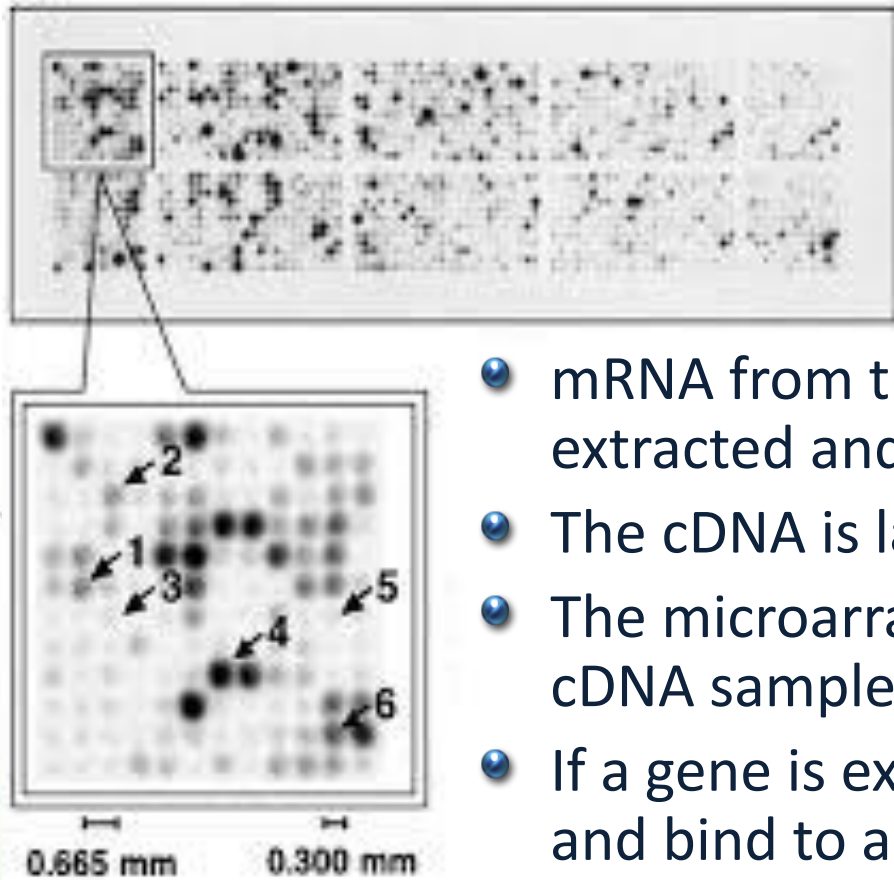 mRNA from t
extracted and
The cDNA is la
The microarra
cDNA sample
If a gene is ex
and bind to a
2
1
3
5
4
6
0.665 mm 0.300 mm